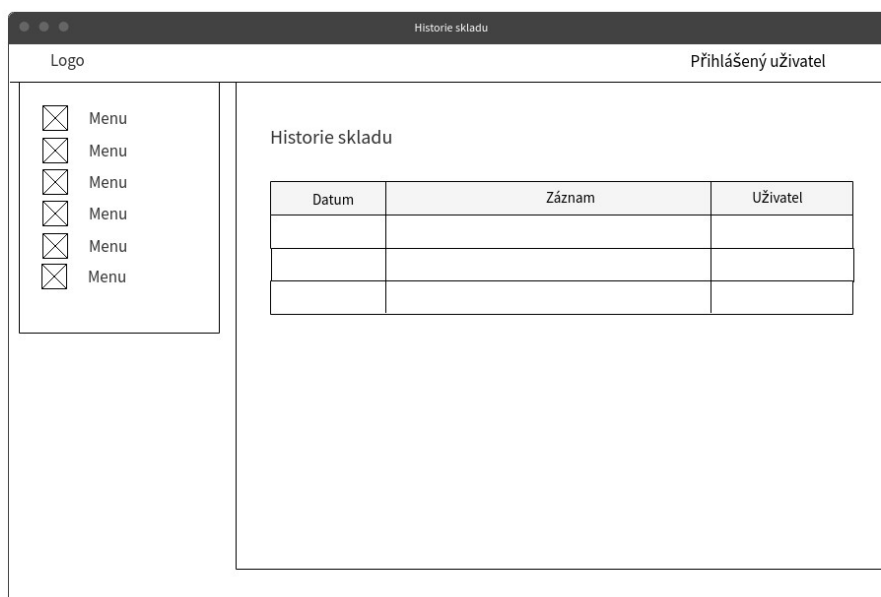 Historie skladu
Logo
Přihlášený uživatel
Menu
Menu
Menu
Menu
Menu
Menu
Historie skladu
Datum Záznam Uživatel